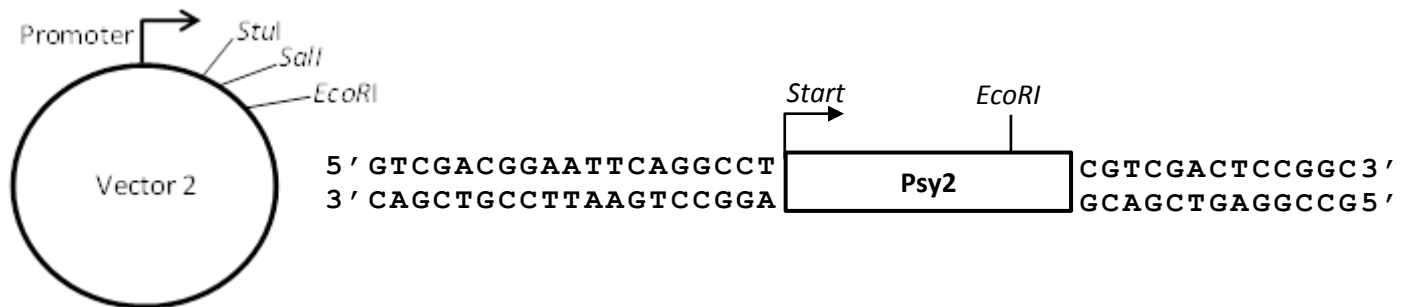 Promoter
StuI
SalI
EcoRI
Vector 2
Start
EcoRI
5’GTCGACGGAATTCAGGCCT
3’CAGCTGCCTTAAGTCCGGA
Psy2
CGTCGACTCCGGC3’
GCAGCTGAGGCCG5’